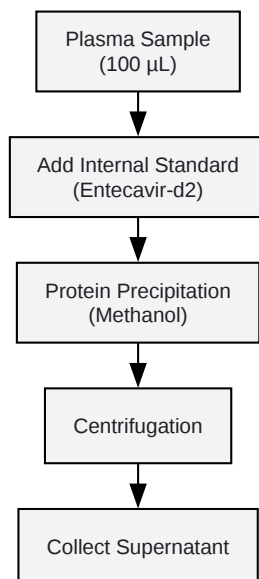 Plasma Sample
(100 µL)
Add Internal Standard
(Entecavir-d2)
Protein Precipitation
(Methanol)
Centrifugation
Collect Supernatant